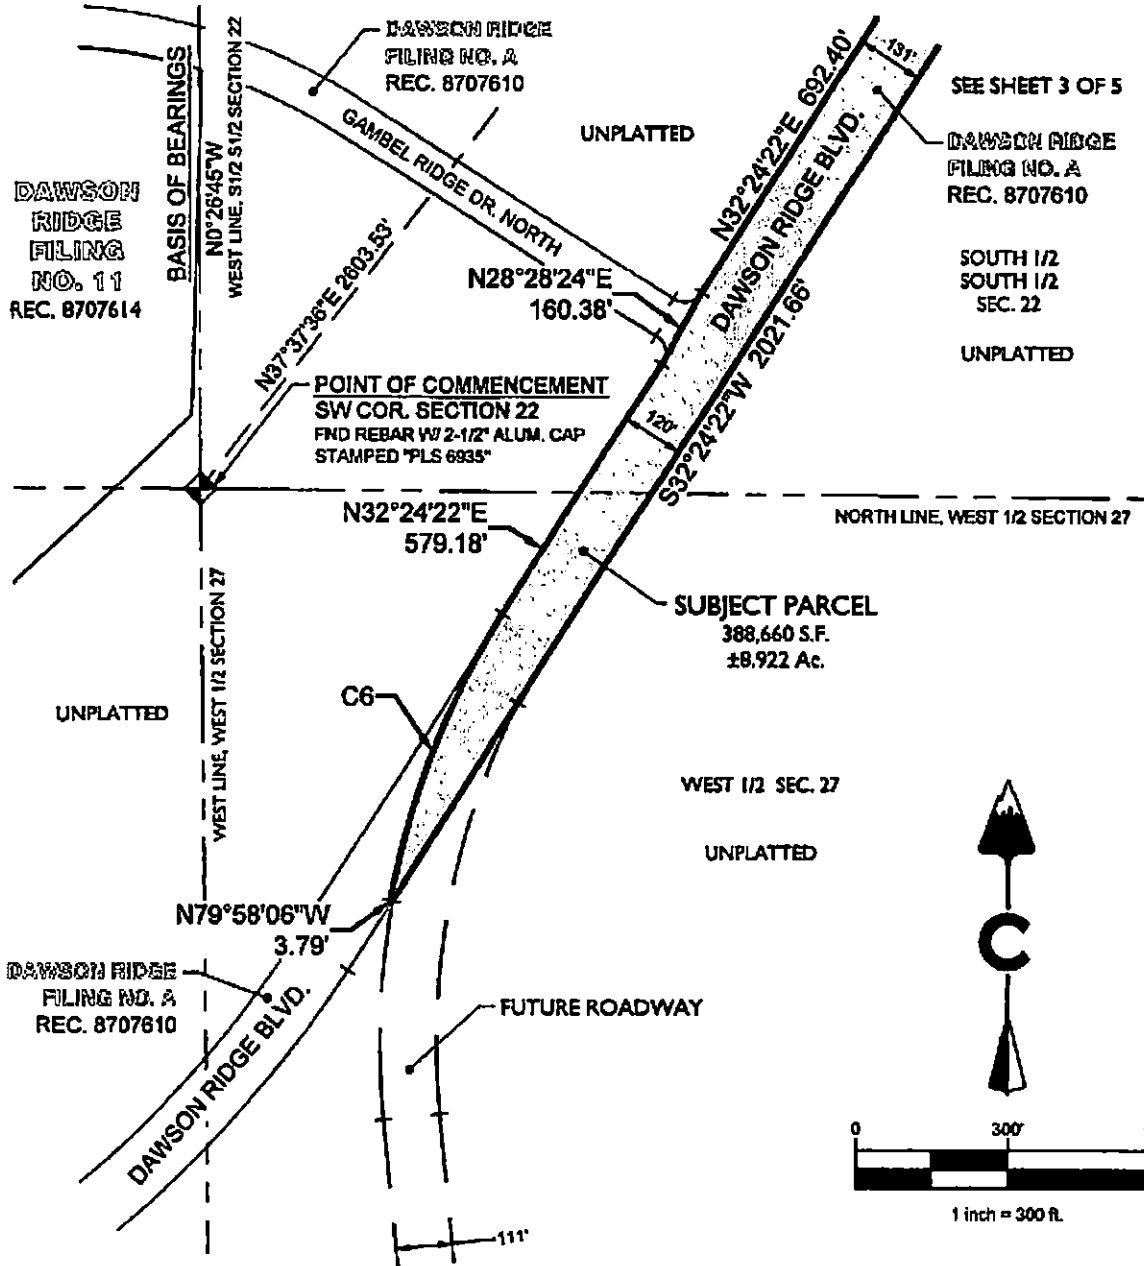 DAWSON RIDGE
FILING NO. A
REC. 8707610
BASIS OF BEARINGS
N0°26'45"W
WEST LINE, S1/2 S1/2 SECTION 22
GAMBEL RIDGE DR. NORTH
UNPLATTED
N32°24'22"E 692.40'
131'
SEE SHEET 3 OF 5
DAWSON RIDGE BLVD.
DAWSON RIDGE
FILING NO. A
REC. 8707610
DAWSON
RIDGE
FILING
NO. 11
REC. 8707614
SOUTH 1/2
SOUTH 1/2
SEC. 22
UNPLATTED
N28°28'24"E
160.38'
N37°37'36"E 2603.53'
S32°24'22"W 2021.66'
POINT OF COMMENCEMENT
SW COR. SECTION 22
FND REBAR W/ 2-1/2" ALUM. CAP
STAMPED "PLS 6935"
120'
N32°24'22"E
579.18'
NORTH LINE, WEST 1/2 SECTION 27
SUBJECT PARCEL
388,660 S.F.
±8.922 Ac.
WEST LINE, WEST 1/2 SECTION 27
UNPLATTED
C6
WEST 1/2 SEC. 27
UNPLATTED
N79°58'06"W
3.79'
DAWSON RIDGE
FILING NO. A
REC. 8707610
DAWSON RIDGE BLVD.
FUTURE ROADWAY
C
0
300'
1 inch = 300 ft.
111'